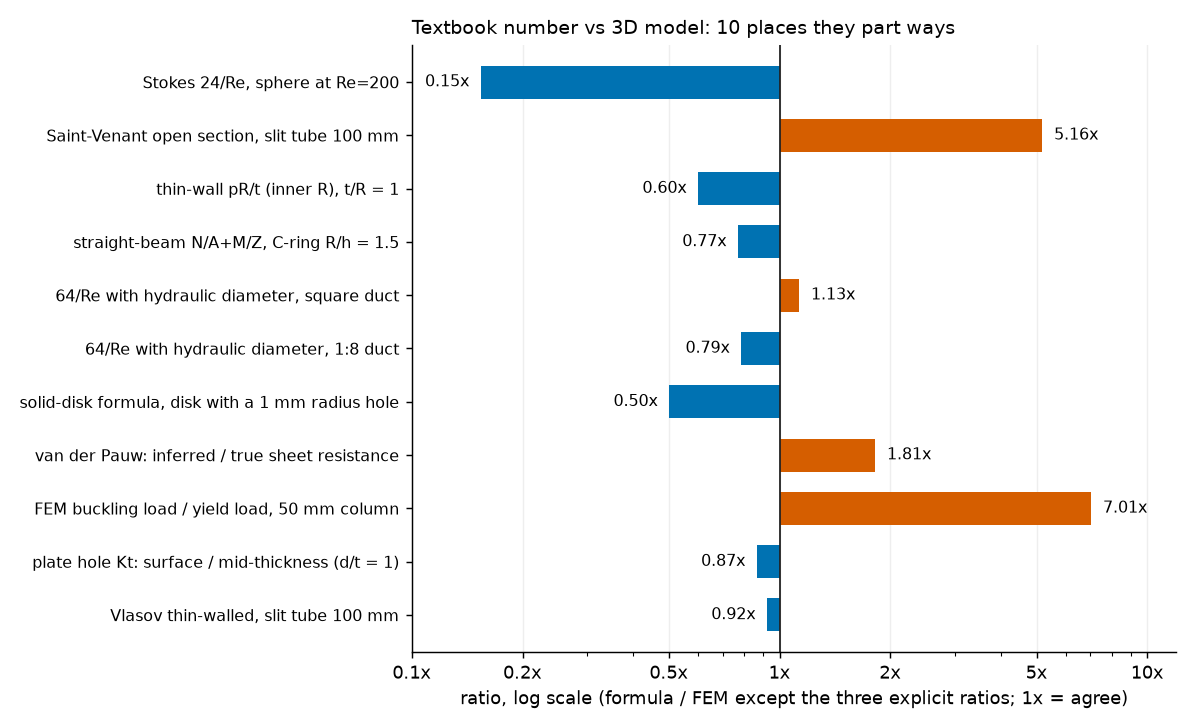 Textbook number vs 3D model: 10 places they part ways
Stokes 24/Re, sphere at Re=200
0.15x
Saint-Venant open section, slit tube 100 mm
5.16x
thin-wall pR/t (inner R), t/R = 1
0.60x
straight-beam N/A+M/Z, C-ring R/h = 1.5
0.77x
64/Re with hydraulic diameter, square duct
1.13x
64/Re with hydraulic diameter, 1:8 duct
0.79x
solid-disk formula, disk with a 1 mm radius hole
0.50x
van der Pauw: inferred / true sheet resistance
1.81x
FEM buckling load / yield load, 50 mm column
7.01x
plate hole Kt: surface / mid-thickness (d/t = 1)
0.87x
Vlasov thin-walled, slit tube 100 mm
0.92x
0.1x 0.2x 0.5x 1x 2x 5x 10x
ratio, log scale (formula / FEM except the three explicit ratios; 1x = agree)